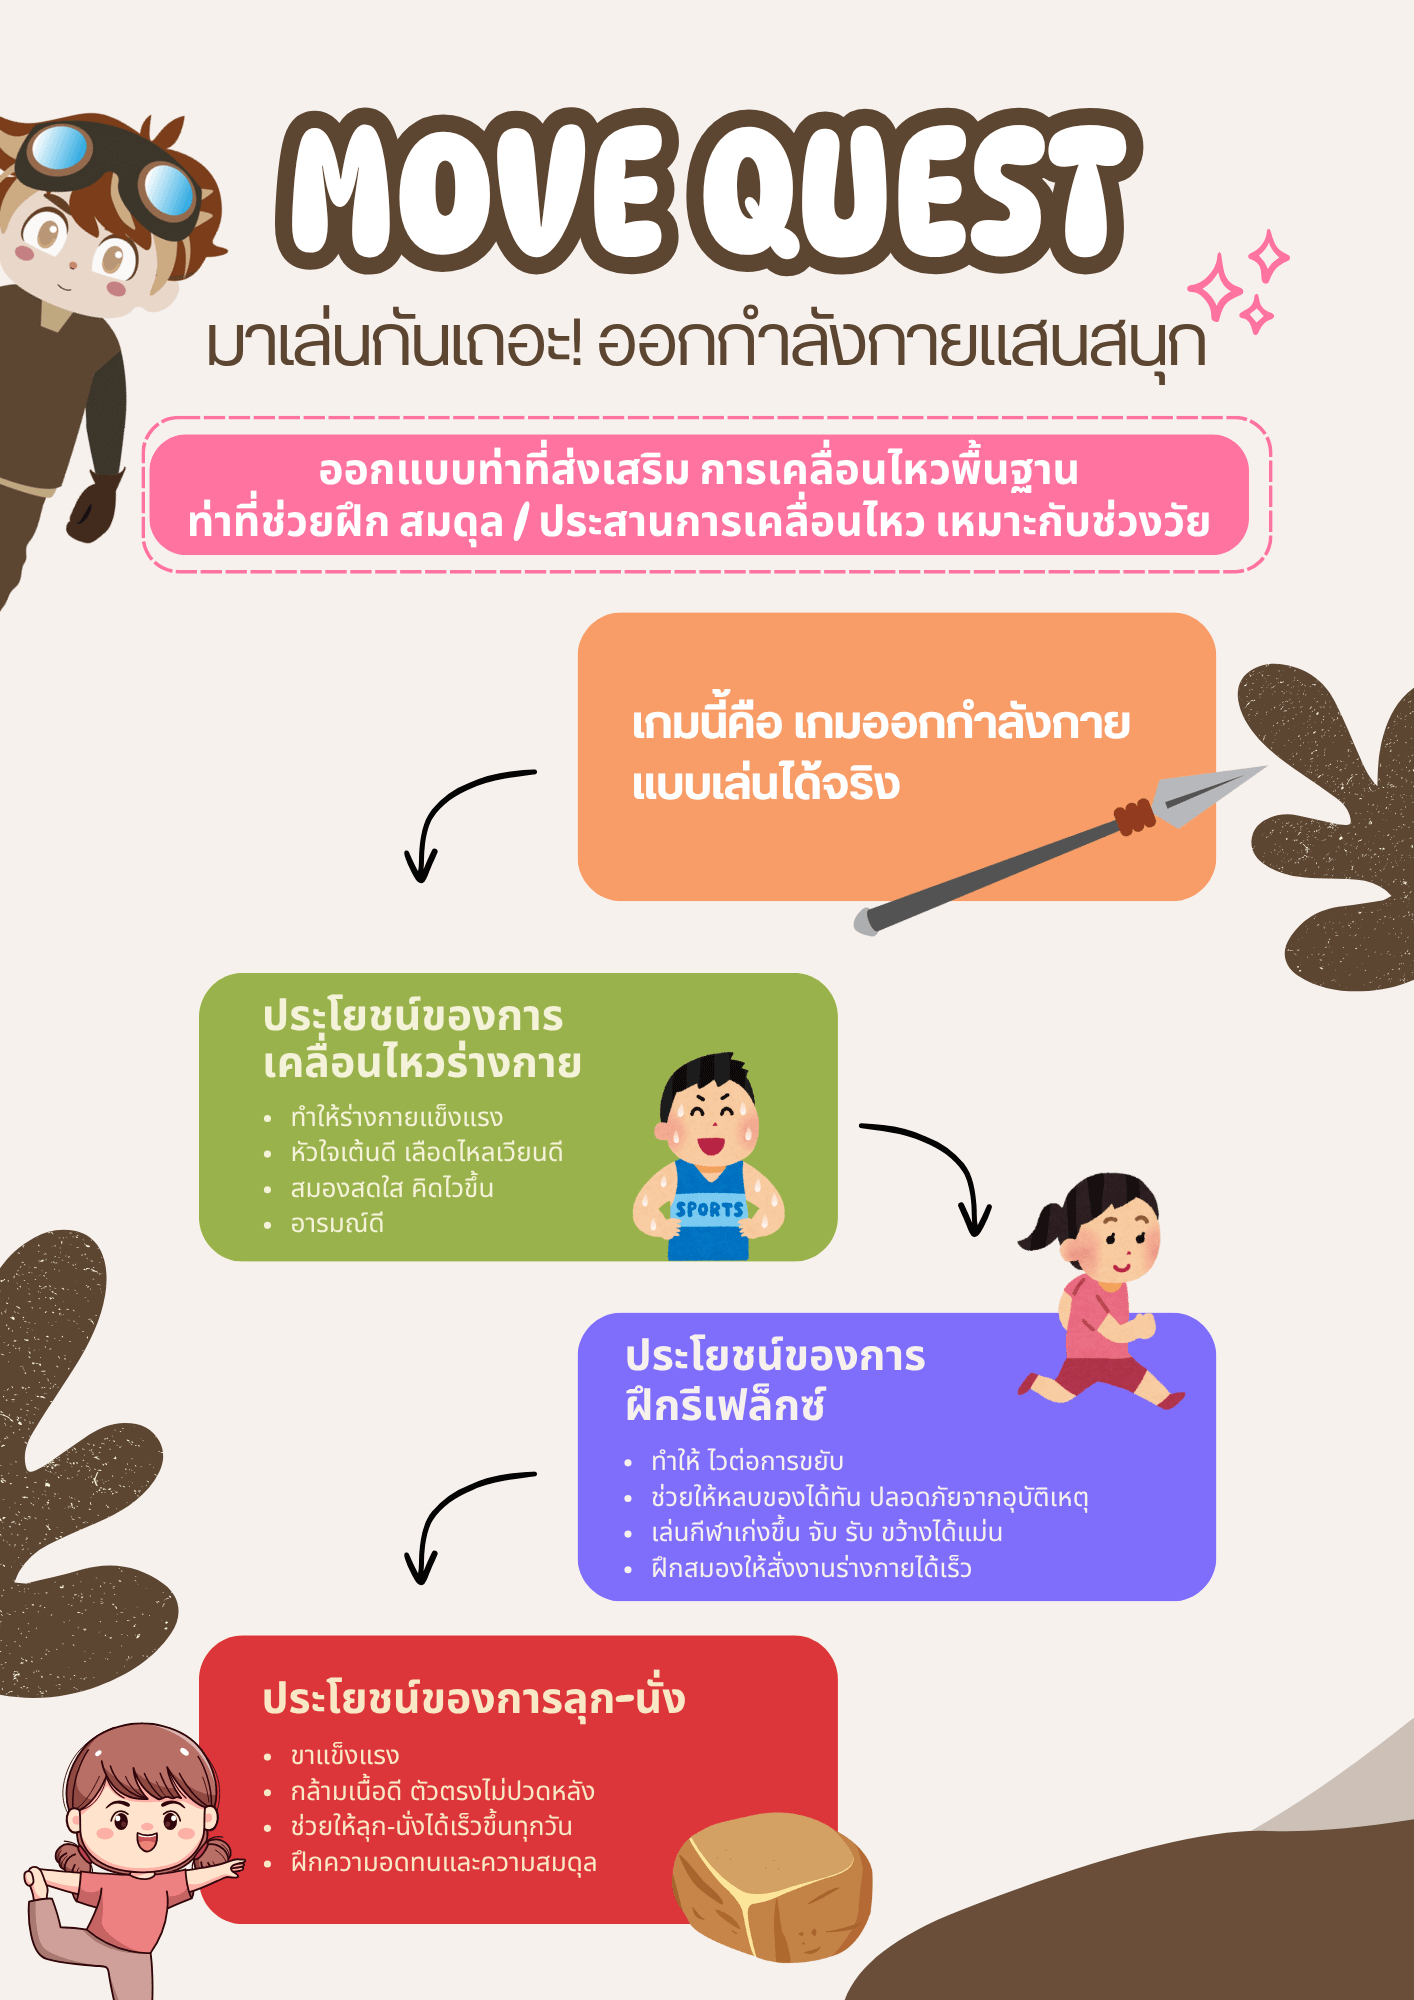 MOVE QUEST
มาเล่นกันเถอะ! ออกกำลังกายแสนสนุก
ออกแบบท่าที่ส่งเสริม การเคลื่อนไหวพื้นฐาน
ท่าที่ช่วยฝึก สมดุล / ประสานการเคลื่อนไหว เหมาะกับช่วงวัย
เกมนี้คือ เกมออกกำลังกาย
แบบเล่นได้จริง
ประโยชน์ของการ
เคลื่อนไหวร่างกาย
• ทำให้ร่างกายแข็งแรง
• หัวใจเต้นดี เลือดไหลเวียนดี
• สมองสดใส คิดไวขึ้น
• อารมณ์ดี
SPORTS
ประโยชน์ของการ
ฝึกรีเฟล็กซ์
• ทำให้ ไวต่อการขยับ
• ช่วยให้หลบของได้ทัน ปลอดภัยจากอุบัติเหตุ
• เล่นกีฬาเก่งขึ้น จับ รับ ขว้างได้แม่น
• ฝึกสมองให้สั่งงานร่างกายได้เร็ว
ประโยชน์ของการลุก-นั่ง
• ขาแข็งแรง
• กล้ามเนื้อดี ตัวตรงไม่ปวดหลัง
• ช่วยให้ลุก-นั่งได้เร็วขึ้นทุกวัน
• ฝึกความอดทนและความสมดุล